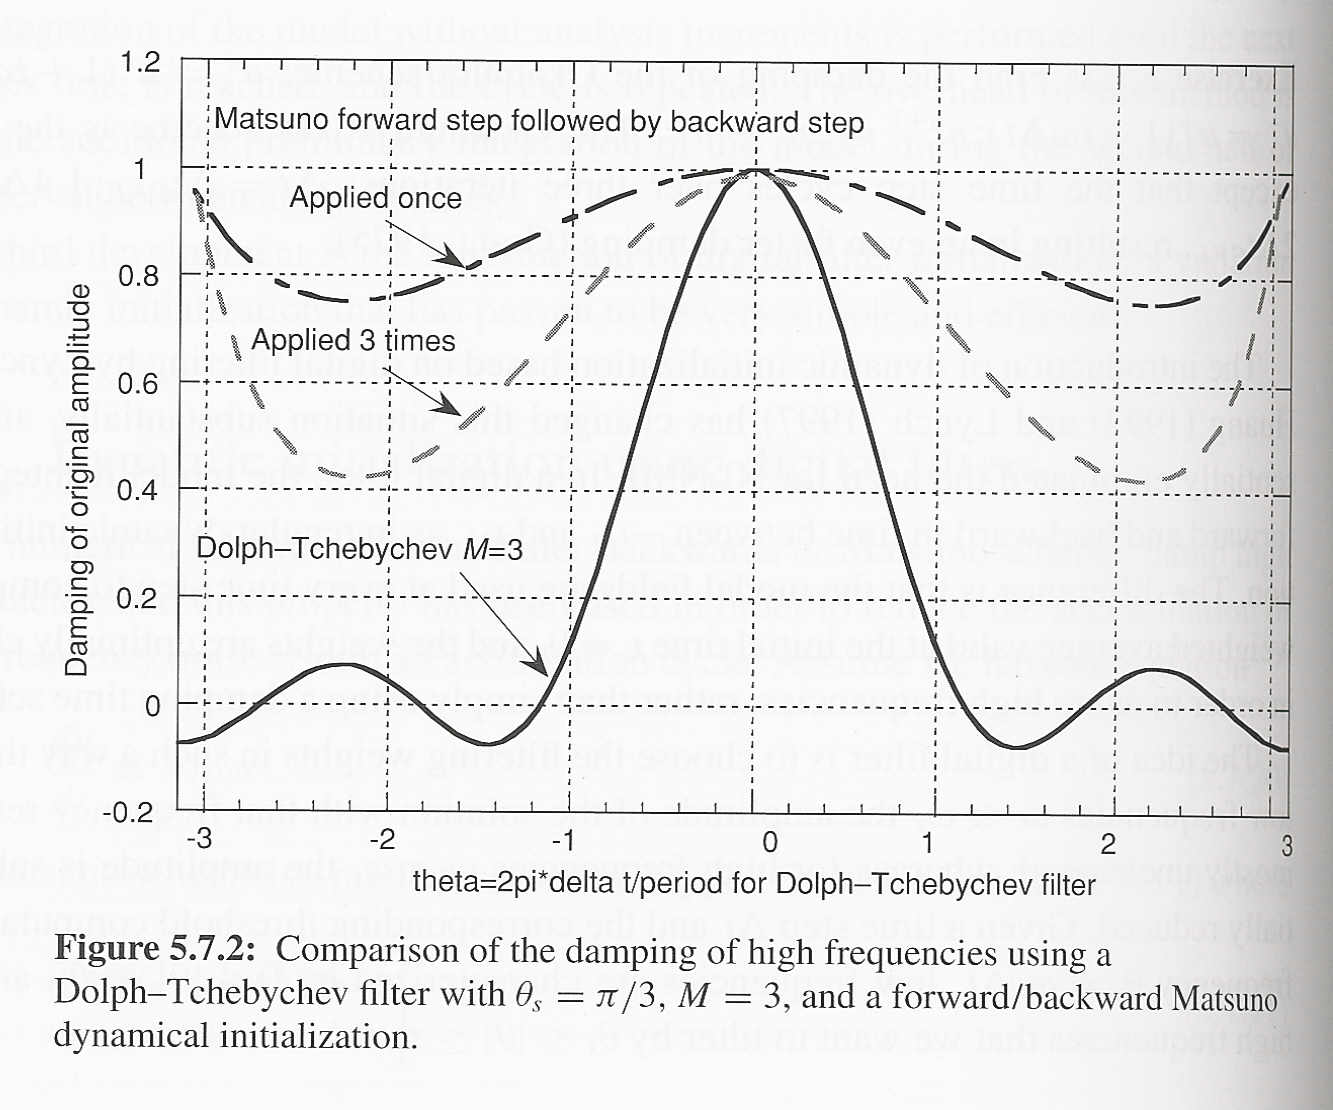 1.2
Matsuno forward step followed by backward step
1
Applied once
0.8
Applied 3 times
0.6
0.4
Dolph–Tchebychev M=3
0.2
0
-0.2
Damping of original amplitude
-3 -2 -1 0 1 2 3
theta=2pi*delta t/period for Dolph–Tchebychev filter
Figure 5.7.2: Comparison of the damping of high frequencies using a
Dolph–Tchebychev filter with θₛ = π/3, M = 3, and a forward/backward Matsuno
dynamical initialization.